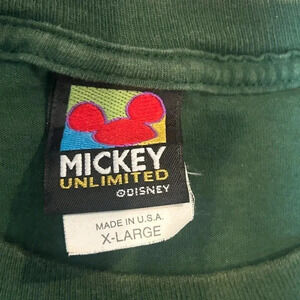 MICKEY
UNLIMITED
©DISNEY
MADE IN U.S.A.
X-LARGE